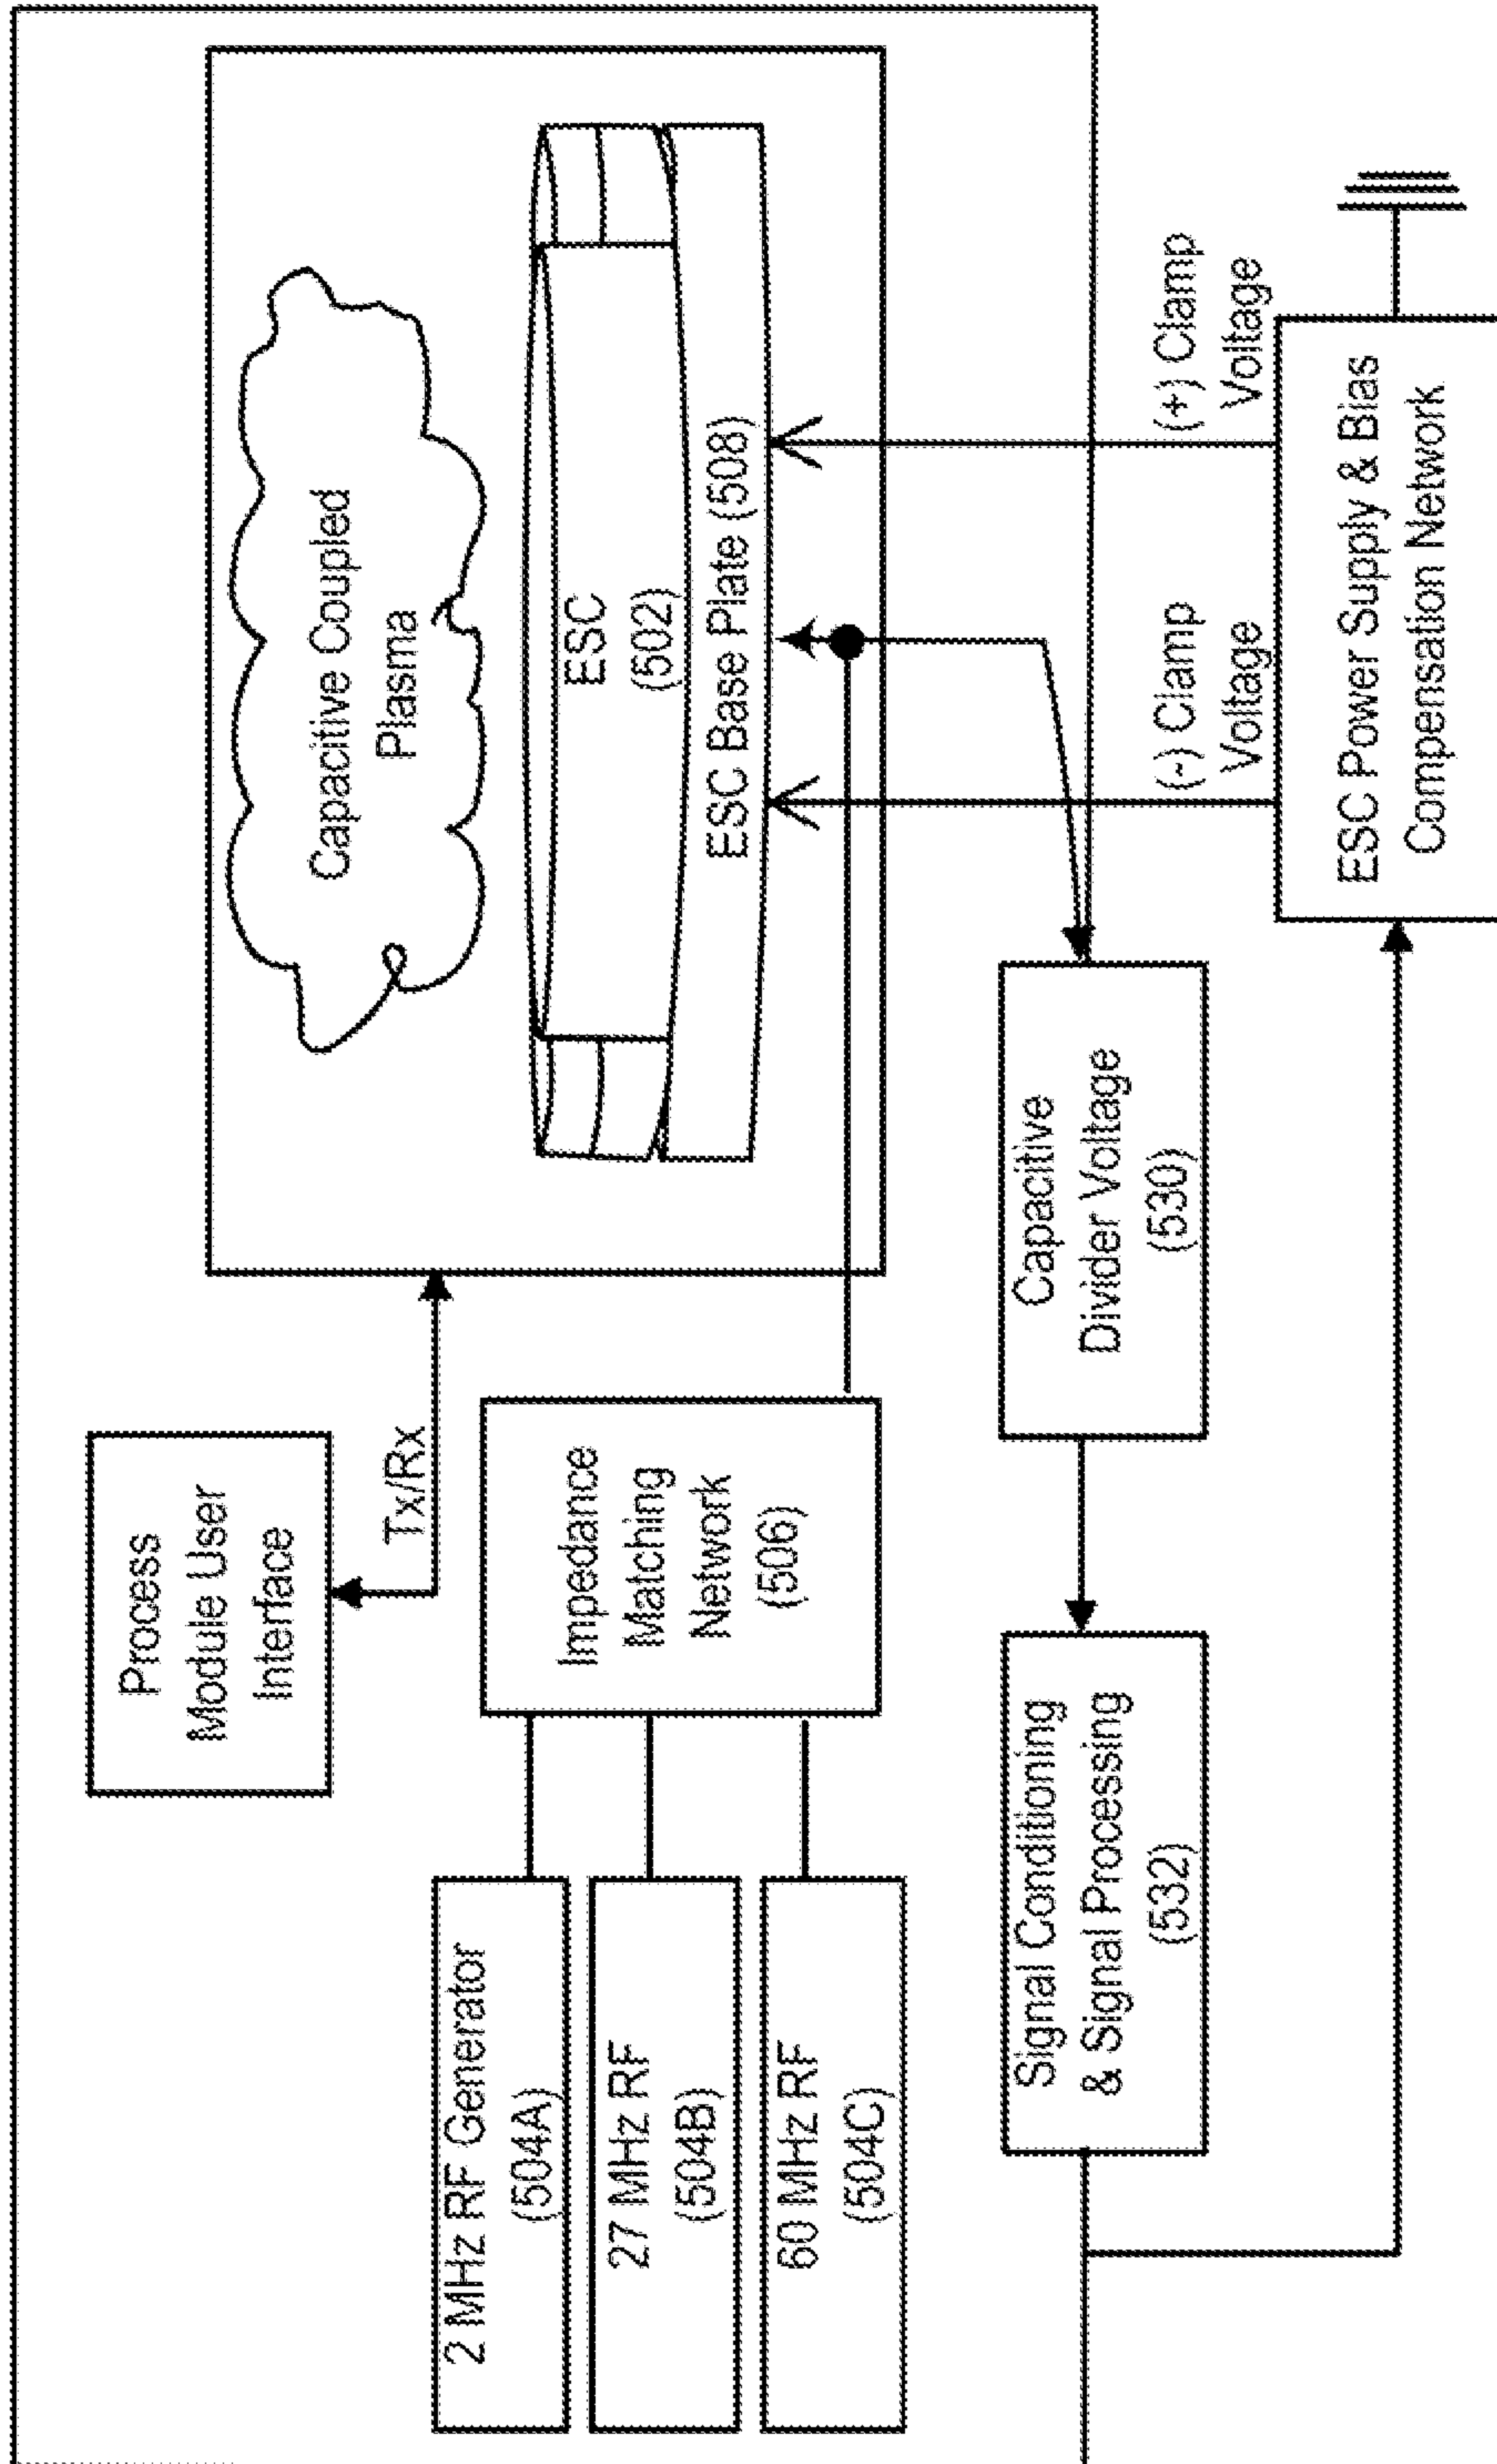 Process
Module User
Interface
Tx/Rx
Capacitive Coupled
Plasma
2 MHz RF Generator
(504A)
27 MHz RF
(504B)
60 MHz RF
(504C)
Impedance
Matching
Network
(506)
ESC
(502)
ESC Base Plate (508)
Signal Conditioning
& Signal Processing
(532)
Capacitive
Divider Voltage
(530)
(-) Clamp
Voltage
(+) Clamp
Voltage
ESC Power Supply & Bias
Compensation Network